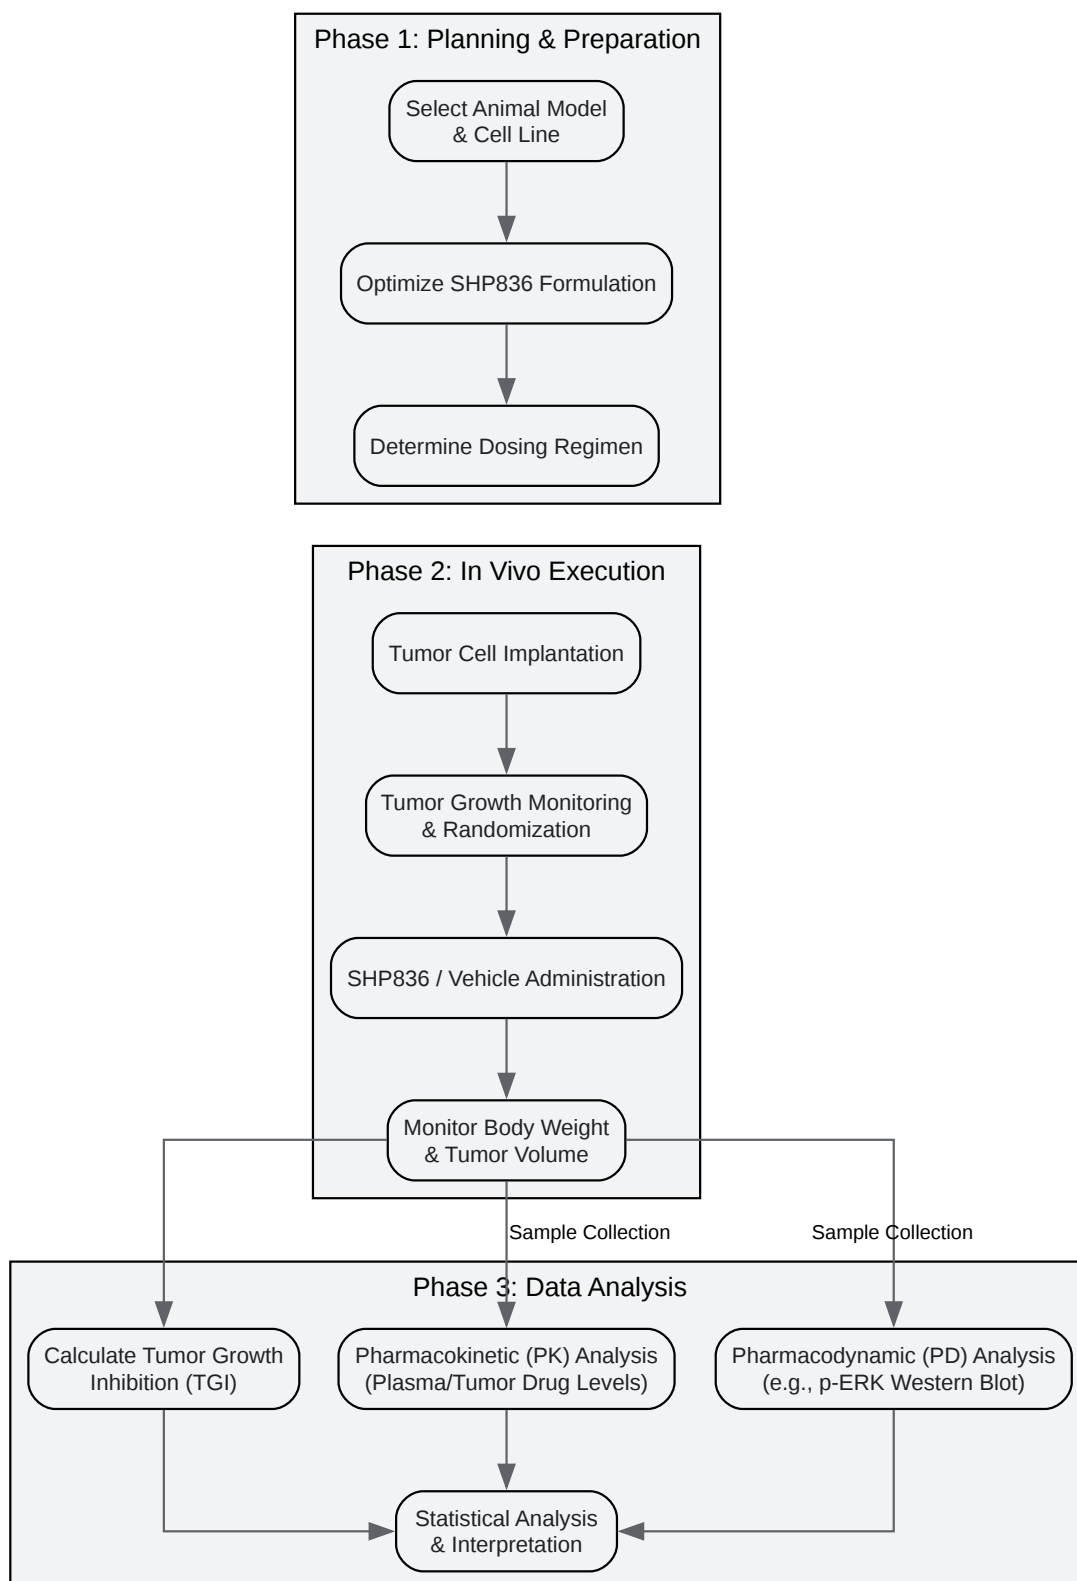 Phase 1: Planning & Preparation
Select Animal Model
& Cell Line
Optimize SHP836 Formulation
Determine Dosing Regimen
Phase 2: In Vivo Execution
Tumor Cell Implantation
Tumor Growth Monitoring
& Randomization
SHP836 / Vehicle Administration
Monitor Body Weight
& Tumor Volume
Sample Collection
Sample Collection
Phase 3: Data Analysis
Calculate Tumor Growth
Inhibition (TGI)
Pharmacokinetic (PK) Analysis
(Plasma/Tumor Drug Levels)
Pharmacodynamic (PD) Analysis
(e.g., p-ERK Western Blot)
Statistical Analysis
& Interpretation